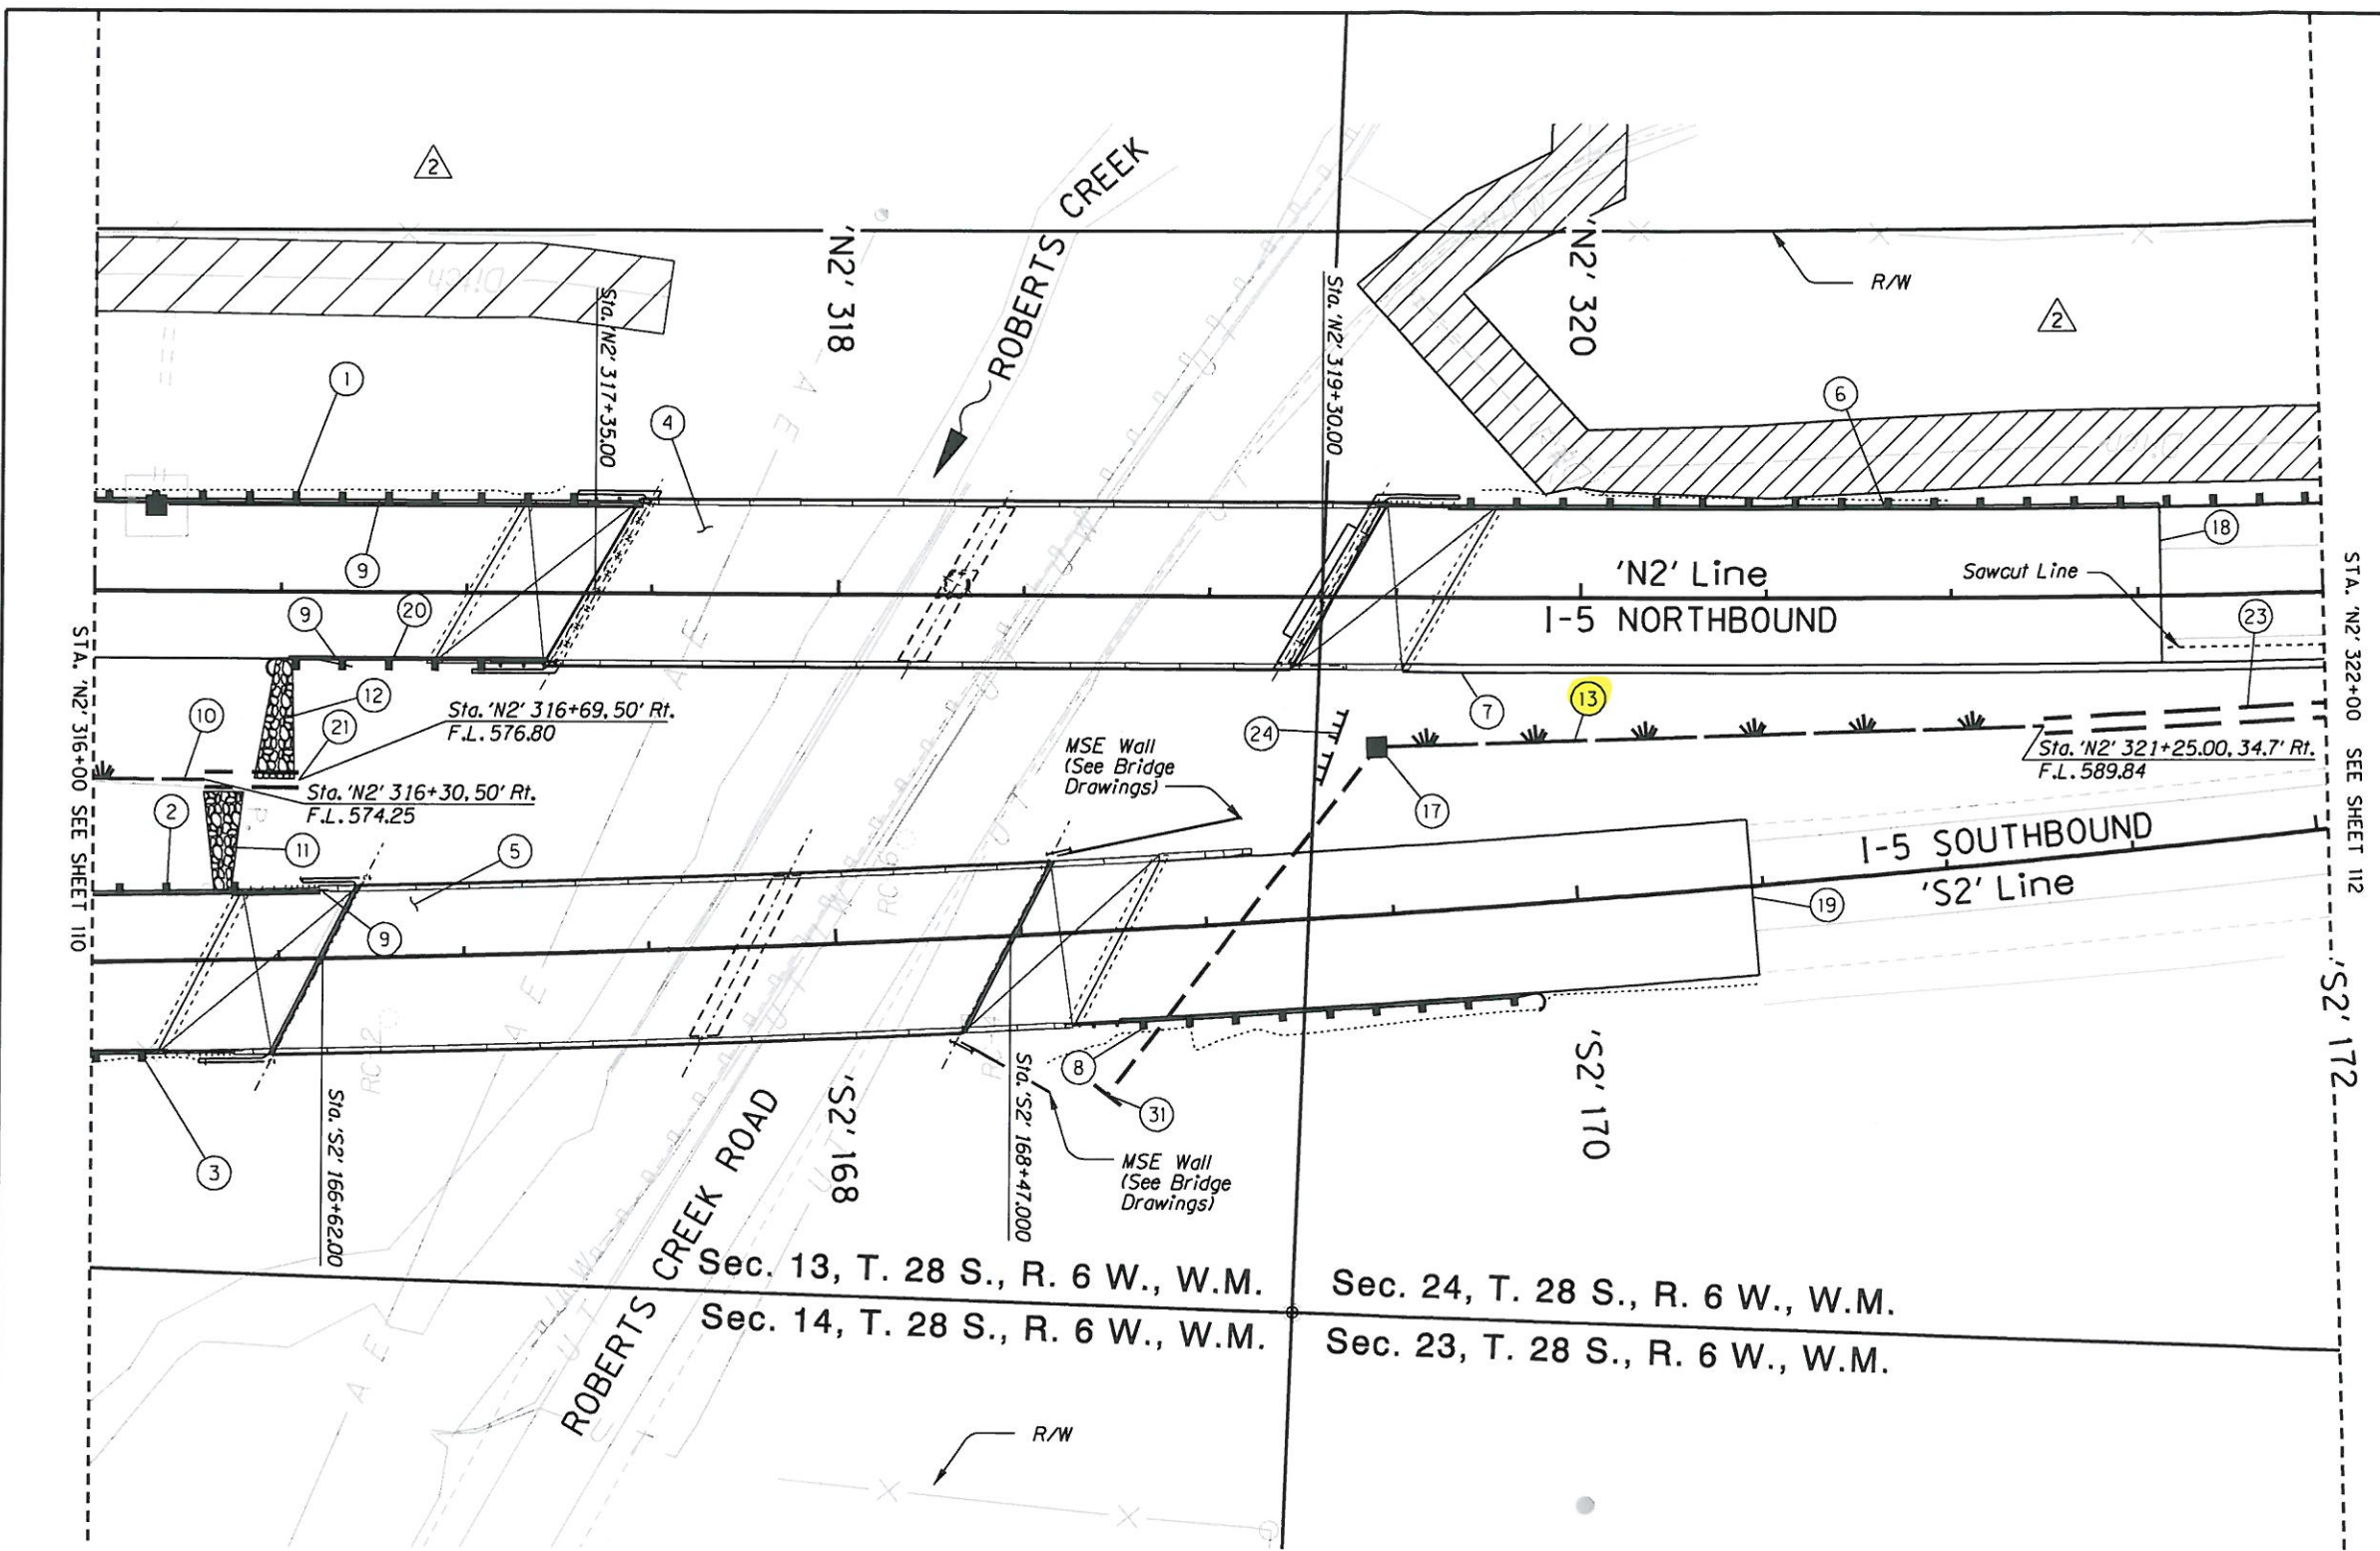 2
ROBERTS CREEK
'N2' 318
'N2' 320
R/W
Ditch
Sta. 'N2' 317+35.00
Sta. 'N2' 319+30.00
2
1
4
6
Ditch
18
9
'N2' Line
Sawcut Line
I-5 NORTHBOUND
9
20
23
12
10
21
Sta. 'N2' 316+69, 50' Rt.
F.L. 576.80
24
7
13
MSE Wall
(See Bridge
Drawings)
Sta. 'N2' 321+25.00, 34.7' Rt.
F.L. 589.84
Sta. 'N2' 316+30, 50' Rt.
F.L. 574.25
2
17
11
5
I-5 SOUTHBOUND
'S2' Line
9
19
RC 6
RC 2
8
31
3
Sta. 'S2' 166+62.00
'S2' 168
Sta. 'S2' 168+47.000
'S2' 170
'S2' 172
MSE Wall
(See Bridge
Drawings)
ROBERTS CREEK ROAD
STA. 'N2' 316+00 SEE SHEET 110
STA. 'N2' 322+00 SEE SHEET 112
Sec. 13, T. 28 S., R. 6 W., W.M.
Sec. 24, T. 28 S., R. 6 W., W.M.
Sec. 14, T. 28 S., R. 6 W., W.M.
Sec. 23, T. 28 S., R. 6 W., W.M.
R/W